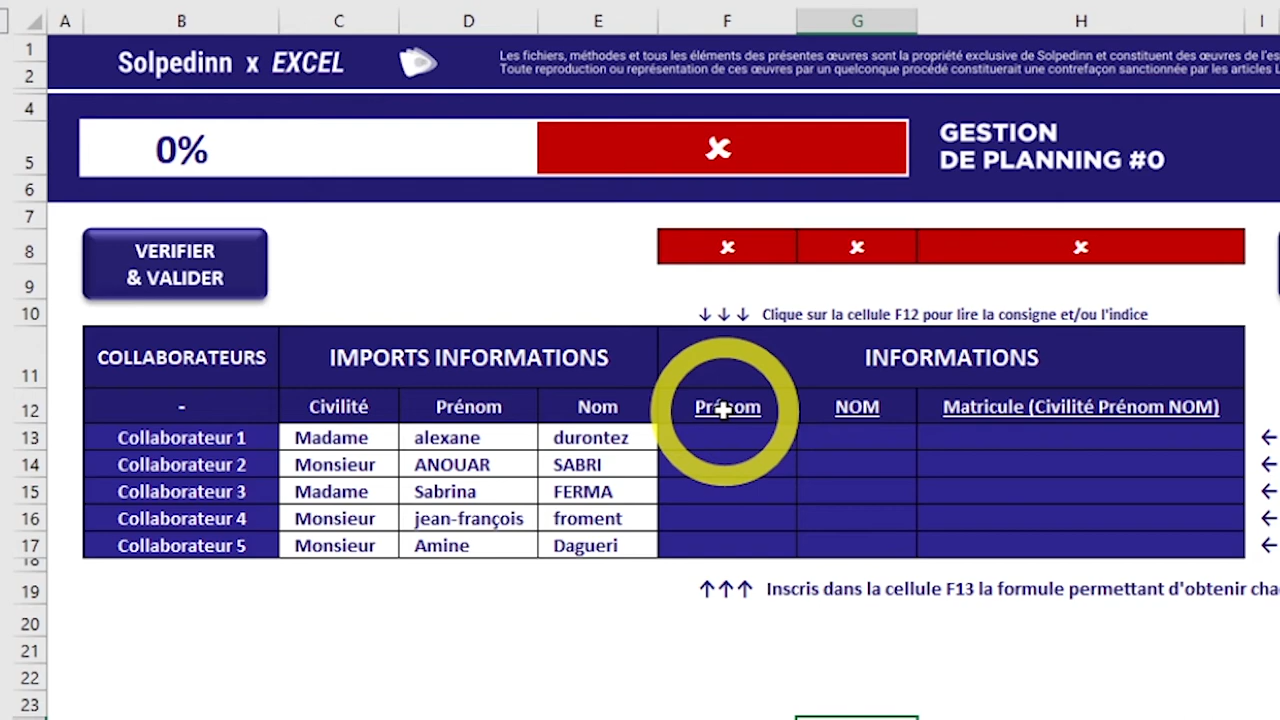 A B C D E F G H I
1 Solpedinn x EXCEL Les fichiers, méthodes et tous les éléments des présentes œuvres sont la propriété exclusive de Solpedinn et constituent des œuvres de l'es
2 Toute reproduction ou représentation de ces œuvres par un quelconque procédé constituerait une contrefaçon sanctionnée par les articles L
4 GESTION
5 0% DE PLANNING #0
6
7
8 VERIFIER
9 & VALIDER
10 ↓ ↓ ↓ Clique sur la cellule F12 pour lire la consigne et/ou l'indice
11 COLLABORATEURS IMPORTS INFORMATIONS INFORMATIONS
12 - Civilité Prénom Nom Prénom NOM Matricule (Civilité Prénom NOM)
13 Collaborateur 1 Madame alexane durontez ←
14 Collaborateur 2 Monsieur ANOUAR SABRI ←
15 Collaborateur 3 Madame Sabrina FERMA ←
16 Collaborateur 4 Monsieur jean-françois froment ←
17 Collaborateur 5 Monsieur Amine Dagueri ←
18
19 ↑↑↑ Inscris dans la cellule F13 la formule permettant d'obtenir cha
20
21
22
23